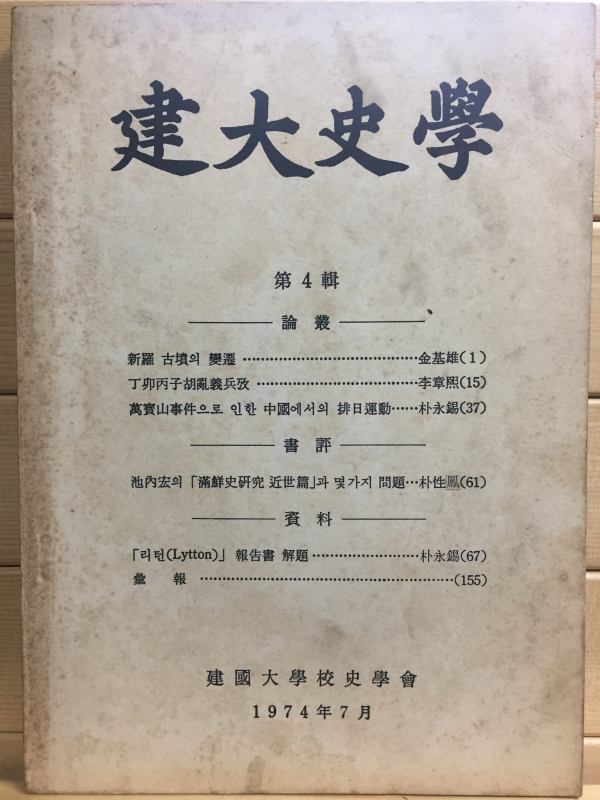 建大史學
第 4 輯
論 叢
新羅 古墳의 變遷 ……………………………………金基雄(1)
丁卯丙子胡亂義兵攷 …………………………………李章熙(15)
萬寶山事件으로 인한 中國에서의 排日運動……朴永錫(37)
書 評
池內宏의 「滿鮮史硏究 近世篇」과 몇가지 問題…朴性鳳(61)
資 料
「리턴(Lytton)」 報告書 解題……………………朴永錫(67)
彙 報 ………………………………………………(155)
建國大學校史學會
1974年7月